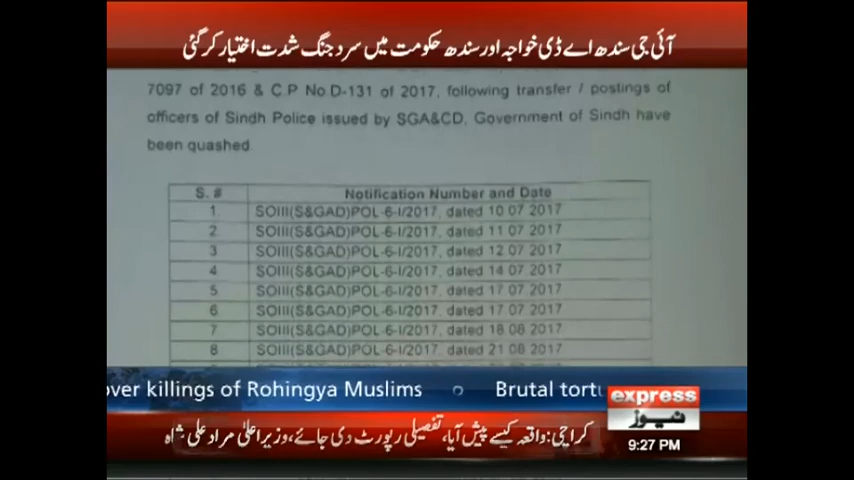 آئی جی سندھ اے ڈی خواجہ اور سندھ حکومت میں سرد جنگ شدت اختیار کر گئی
7097 of 2016 & C.P No.D-131 of 2017, following transfer / postings of
officers of Sindh Police issued by SGA&CD, Government of Sindh have
been quashed.
S. # Notification Number and Date
1. SOIII(S&GAD)POL-6-I/2017, dated 10 07 2017
2 SOIII(S&GAD)POL-6-I/2017, dated 11 07 2017
3 SOIII(S&GAD)POL-6-I/2017, dated 12 07 2017
4 SOIII(S&GAD)POL-6-I/2017, dated 14 07 2017
5 SOIII(S&GAD)POL-6-I/2017, dated 17 07 2017
6 SOIII(S&GAD)POL-6-I/2017, dated 17 07 2017
7 SOIII(S&GAD)POL-6-I/2017, dated 18 08 2017
8 SOIII(S&GAD)POL-6-I/2017, dated 21 08 2017
over killings of Rohingya Muslims Brutal tortu
express
نیوز
کراچی: واقعہ کیسے پیش آیا، تفصیلی رپورٹ دی جائے، وزیراعلیٰ مراد علی شاہ
9:27 PM